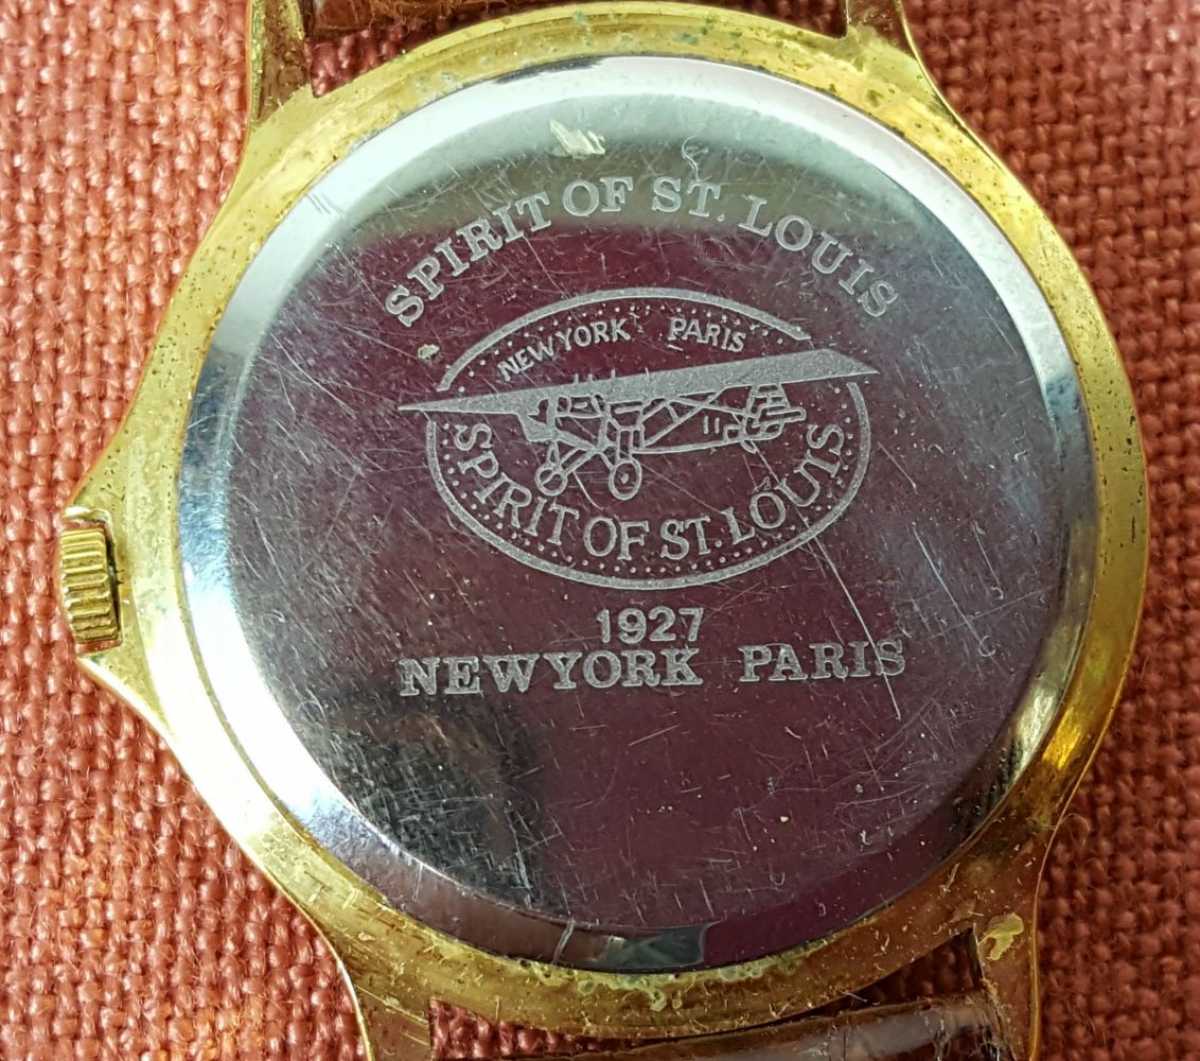 SPIRIT OF ST. LOUIS
NEWYORK PARIS
SPIRIT OF ST. LOUIS
1927
NEWYORK PARIS